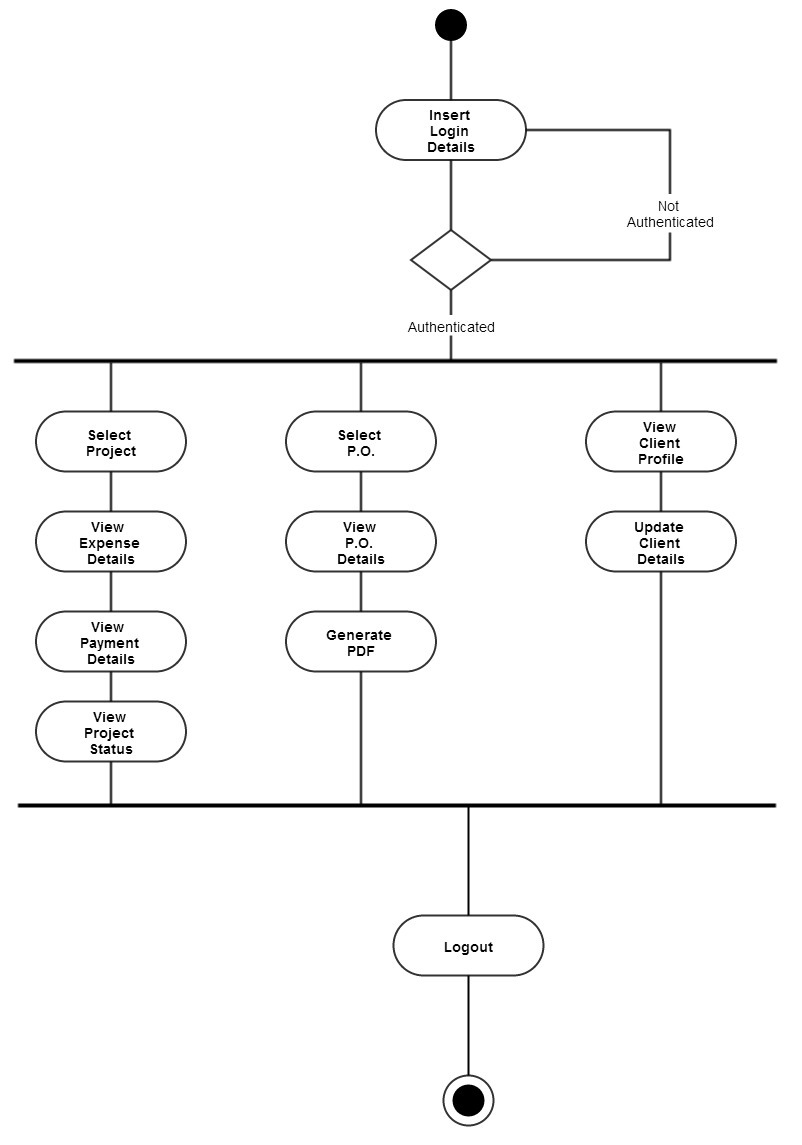 Insert
Login
Details
Not
Authenticated
Authenticated
Select
Project
View
Expense
Details
View
Payment
Details
View
Project
Status
Select
P.O.
View
P.O.
Details
Generate
PDF
View
Client
Profile
Update
Client
Details
Logout